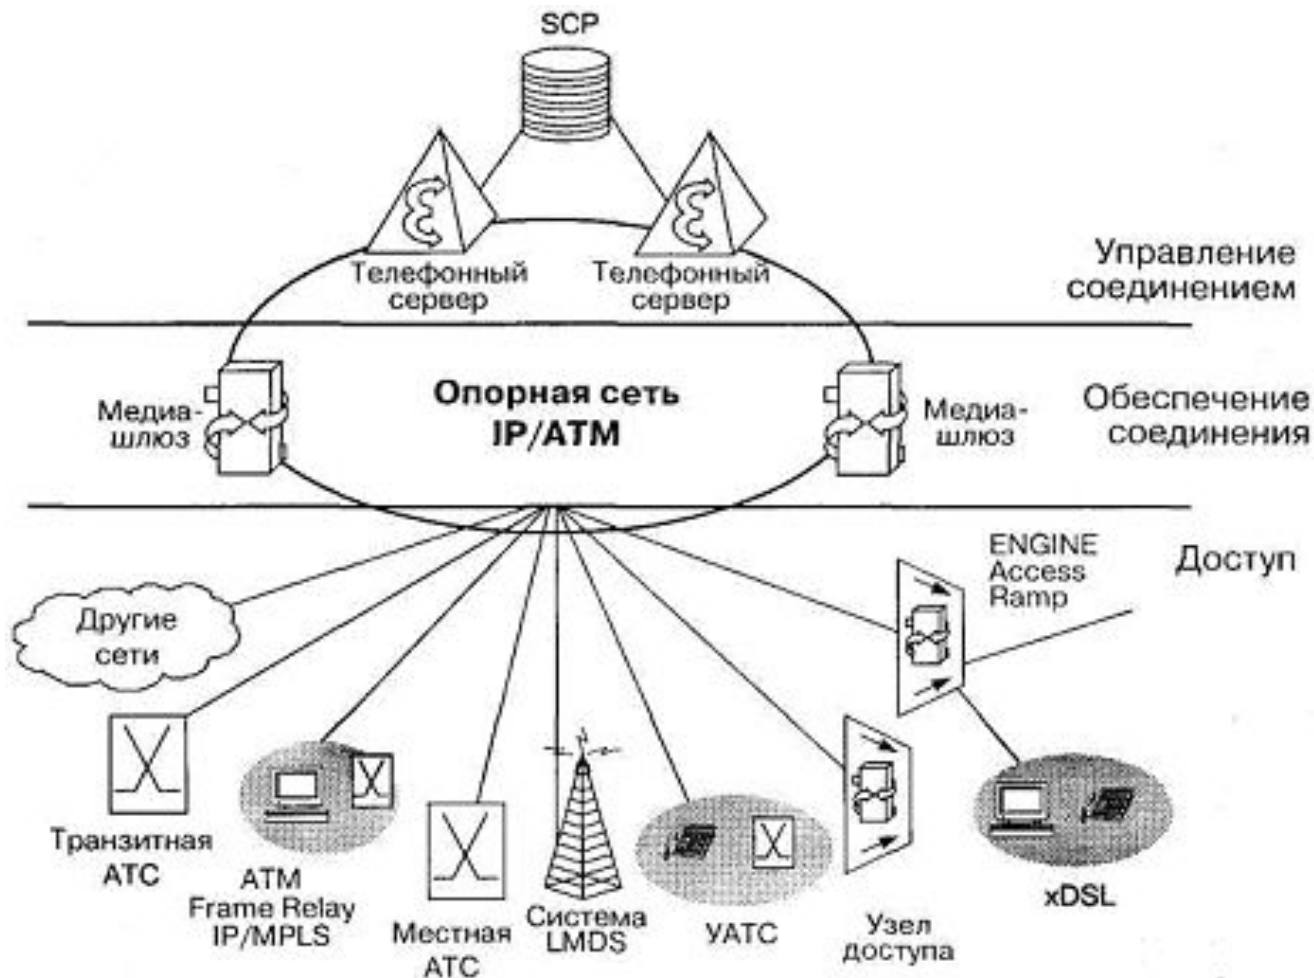 SCP
Телефонный
сервер
Телефонный
сервер
Управление
соединением
Медиа-
шлюз
Опорная сеть
IP/ATM
Медиа-
шлюз
Обеспечение
соединения
Доступ
ENGINE
Access
Ramp
Другие
сети
Транзитная
АТС
ATM
Frame Relay
IP/MPLS
Местная
АТС
Система
LMDS
УАТС
Узел
доступа
xDSL